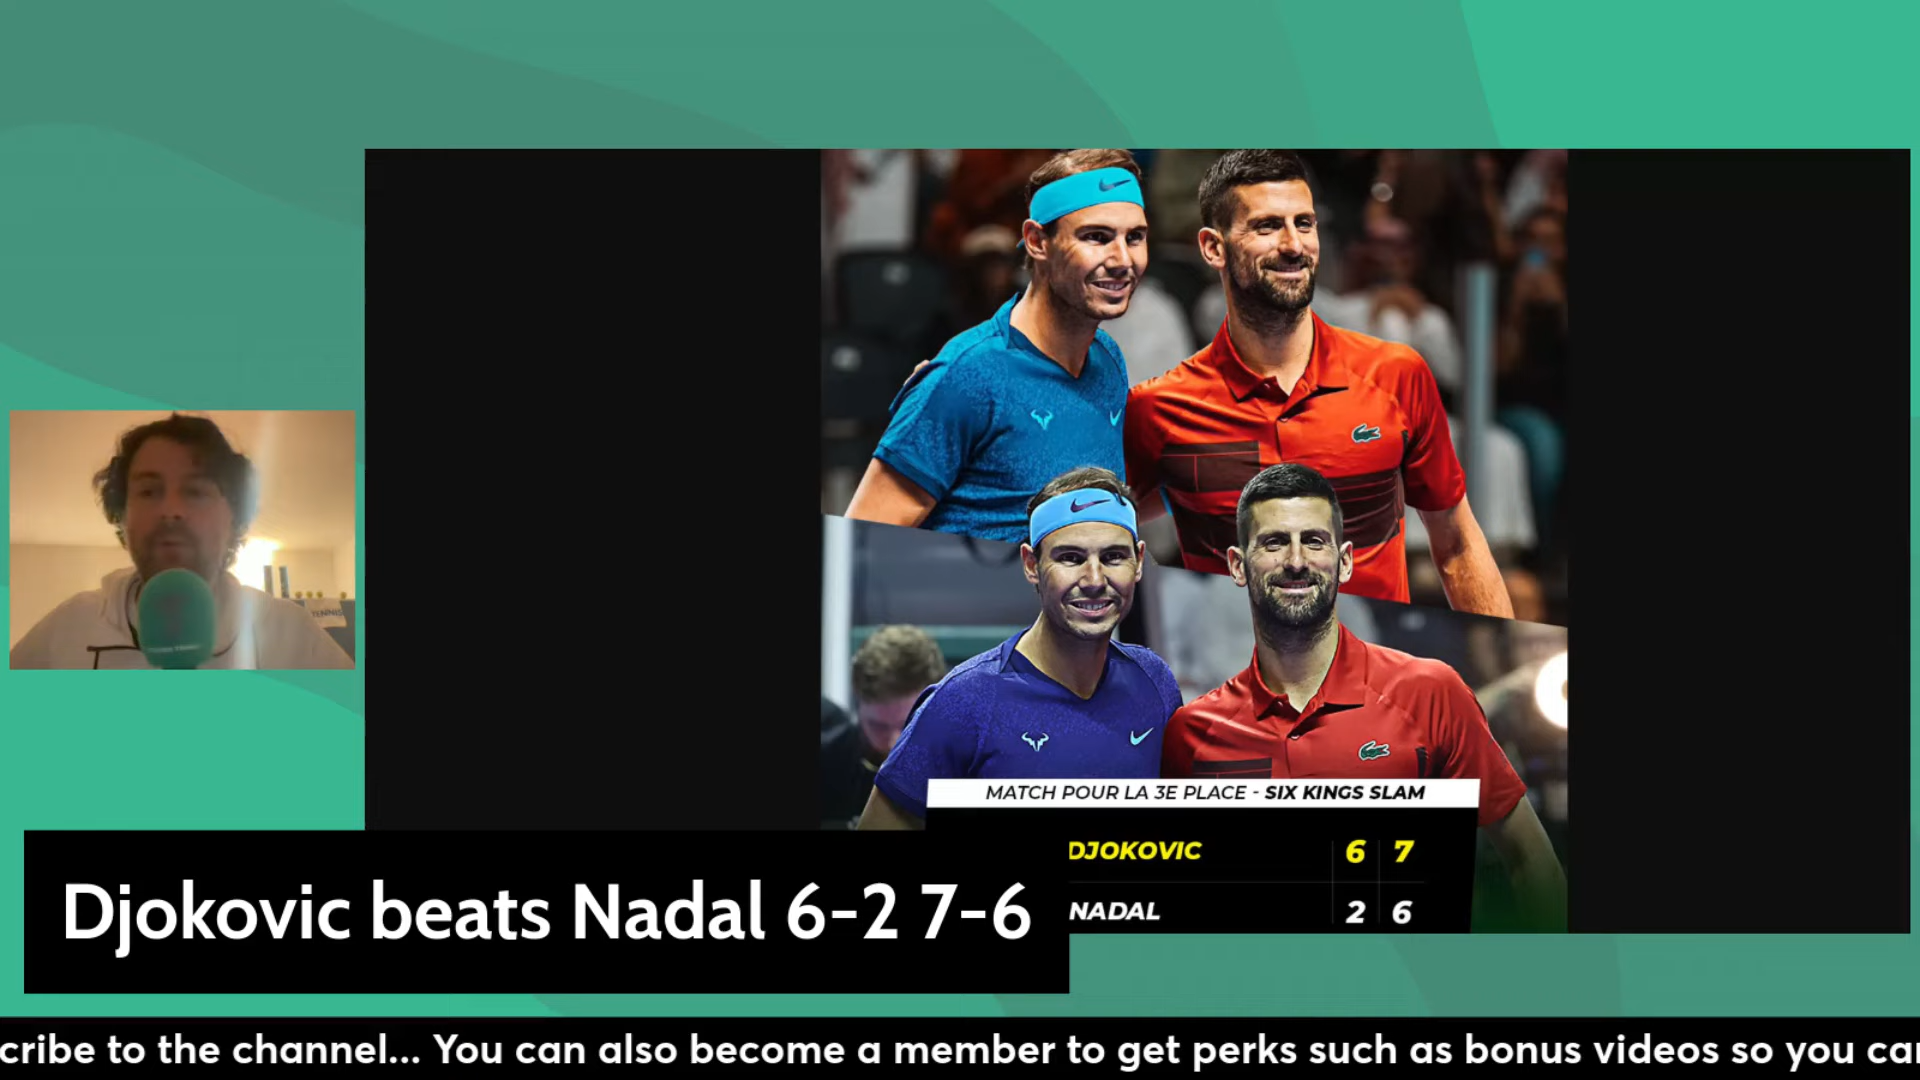 TENNIS
MATCH POUR LA 3E PLACE - SIX KINGS SLAM
DJOKOVIC 6 7
NADAL 2 6
Djokovic beats Nadal 6-2 7-6
cribe to the channel... You can also become a member to get perks such as bonus videos so you can